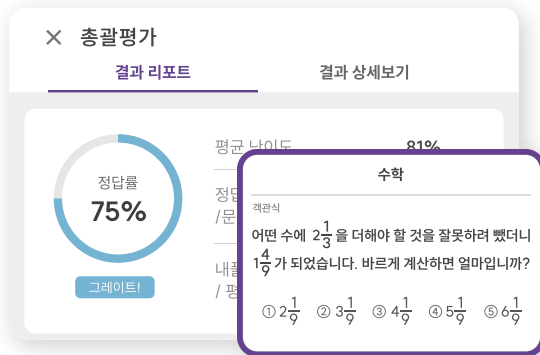 총괄평가
결과 리포트
결과 상세보기
정답률
75%
그레이트!
평균 난이도
81%
/문
/ 평
수학
객관식
어떤 수에 2 1/3 을 더해야 할 것을 잘못하려 뺐더니
1 4/9 가 되었습니다. 바르게 계산하면 얼마입니까?
① 2 1/9 ② 3 1/9 ③ 4 1/9 ④ 5 1/9 ⑤ 6 1/9